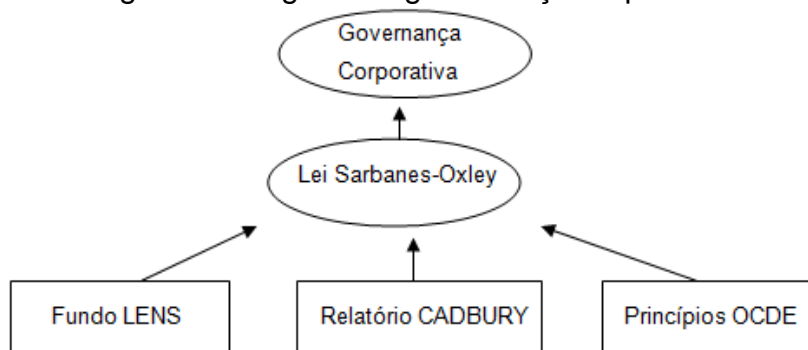 Governança
Corporativa
Lei Sarbanes-Oxley
Fundo LENS
Relatório CADBURY
Princípios OCDE